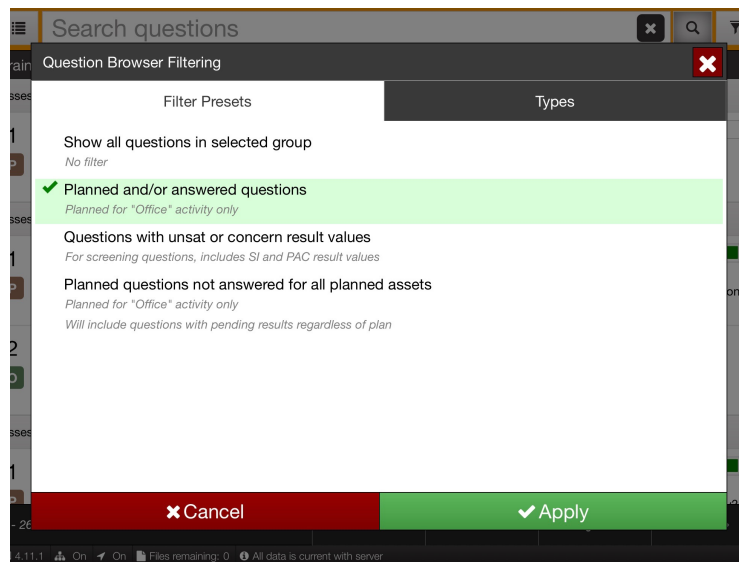 Search questions
Question Browser Filtering
Filter Presets
Types
Show all questions in selected group
No filter
Planned and/or answered questions
Planned for "Office" activity only
Questions with unsat or concern result values
For screening questions, includes SI and PAC result values
Planned questions not answered for all planned assets
Planned for "Office" activity only
Will include questions with pending results regardless of plan
Cancel
Apply
4.11.1 On On Files remaining: 0 All data is current with server